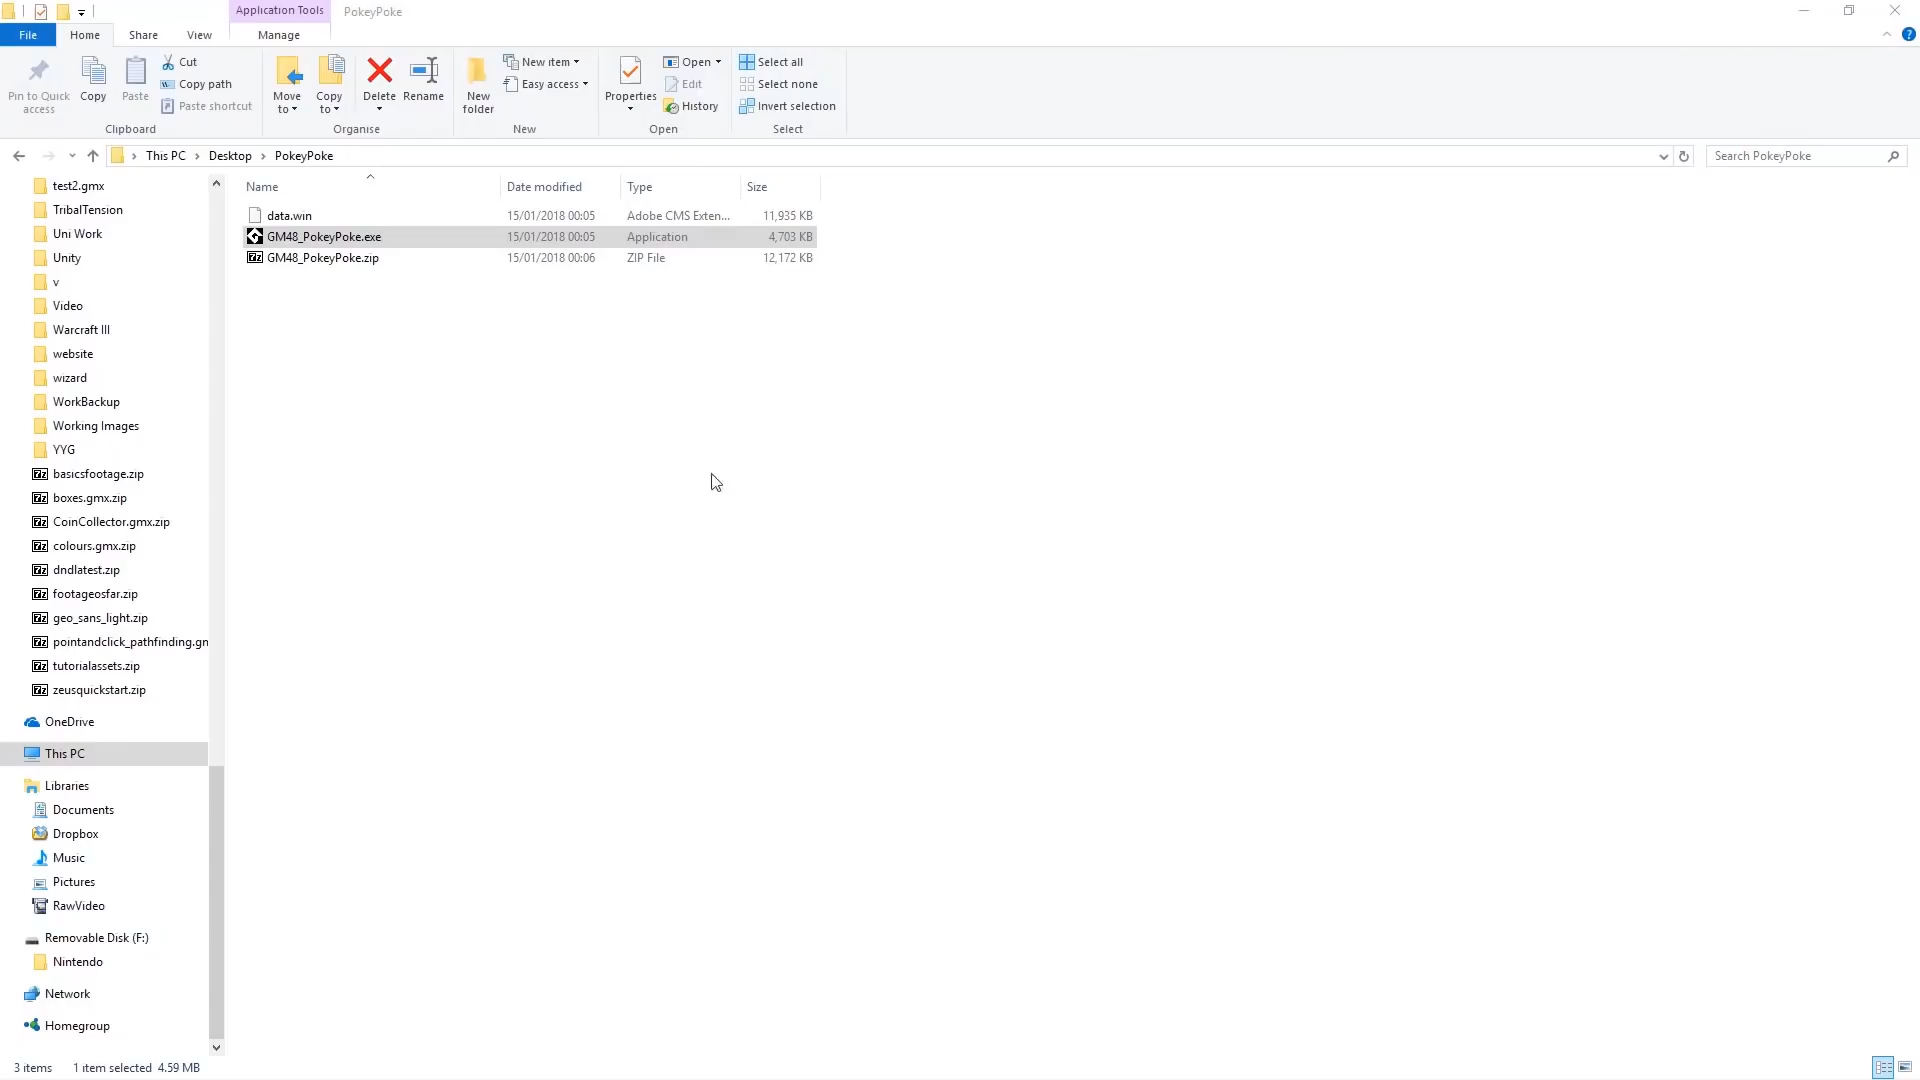 Application Tools PokeyPoke
File Home Share View Manage
Pin to Quick access
Copy
Paste
Cut
Copy path
Paste shortcut
Clipboard
Move to
Copy to
Delete
Rename
Organise
New folder
New item
Easy access
New
Properties
Open
Edit
History
Open
Select all
Select none
Invert selection
Select
This PC > Desktop > PokeyPoke
Search PokeyPoke
Name Date modified Type Size
data.win 15/01/2018 00:05 Adobe CMS Exten... 11,935 KB
GM48_PokeyPoke.exe 15/01/2018 00:05 Application 4,703 KB
GM48_PokeyPoke.zip 15/01/2018 00:06 ZIP File 12,172 KB
test2.gmx
TribalTension
Uni Work
Unity
v
Video
Warcraft III
website
wizard
WorkBackup
Working Images
YYG
basicsfootage.zip
boxes.gmx.zip
CoinCollector.gmx.zip
colours.gmx.zip
dndlatest.zip
footageosfar.zip
geo_sans_light.zip
pointandclick_pathfinding.gm
tutorialassets.zip
zeusquickstart.zip
OneDrive
This PC
Libraries
Documents
Dropbox
Music
Pictures
RawVideo
Removable Disk (F:)
Nintendo
Network
Homegroup
3 items 1 item selected 4.59 MB